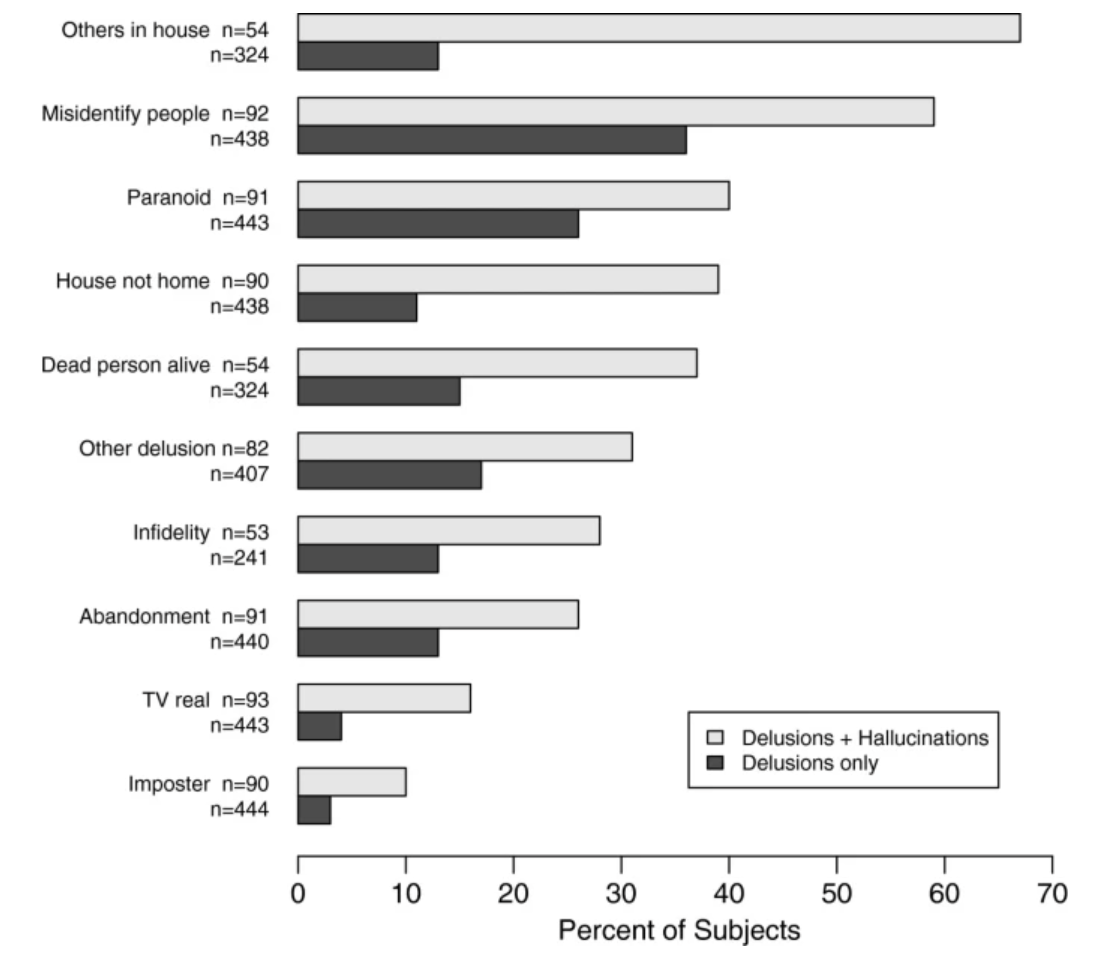 Others in house n=54
n=324
Misidentify people n=92
n=438
Paranoid n=91
n=443
House not home n=90
n=438
Dead person alive n=54
n=324
Other delusion n=82
n=407
Infidelity n=53
n=241
Abandonment n=91
n=440
TV real n=93
n=443
Delusions + Hallucinations
Delusions only
Imposter n=90
n=444
0 10 20 30 40 50 60 70
Percent of Subjects